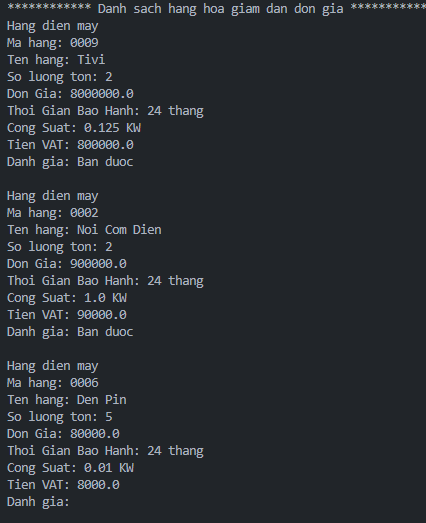 ************ Danh sach hang hoa giam dan don gia ***********
Hang dien may
Ma hang: 0009
Ten hang: Tivi
So luong ton: 2
Don Gia: 8000000.0
Thoi Gian Bao Hanh: 24 thang
Cong Suat: 0.125 KW
Tien VAT: 800000.0
Danh gia: Ban duoc
Hang dien may
Ma hang: 0002
Ten hang: Noi Com Dien
So luong ton: 2
Don Gia: 900000.0
Thoi Gian Bao Hanh: 24 thang
Cong Suat: 1.0 KW
Tien VAT: 90000.0
Danh gia: Ban duoc
Hang dien may
Ma hang: 0006
Ten hang: Den Pin
So luong ton: 5
Don Gia: 80000.0
Thoi Gian Bao Hanh: 24 thang
Cong Suat: 0.01 KW
Tien VAT: 8000.0
Danh gia: